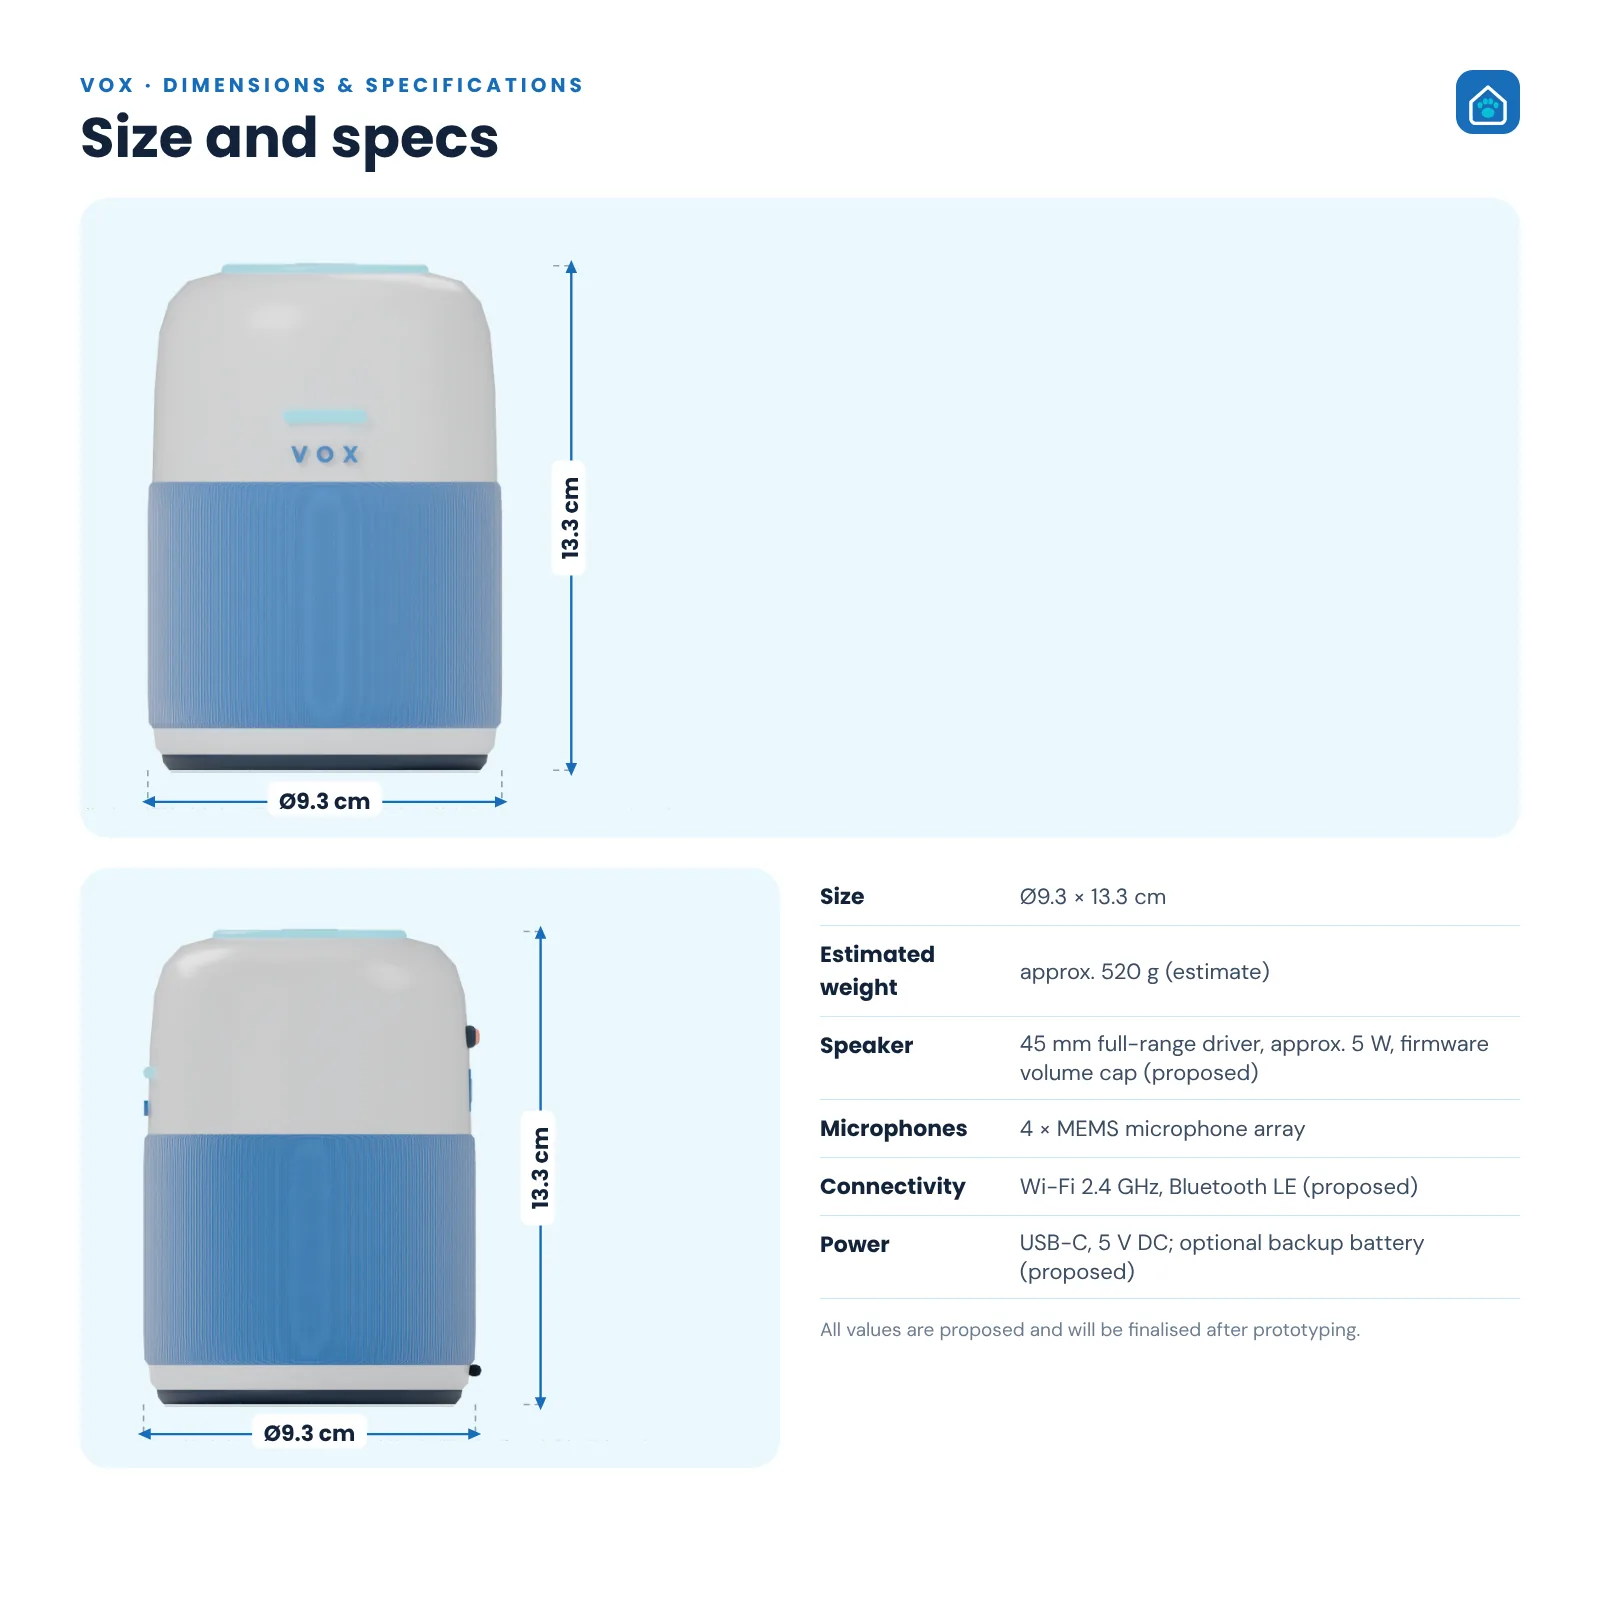 VOX · DIMENSIONS & SPECIFICATIONS
Size and specs
VOX
13.3 cm
Ø9.3 cm
13.3 cm
Ø9.3 cm
Size Ø9.3 × 13.3 cm
Estimated weight approx. 520 g (estimate)
Speaker 45 mm full-range driver, approx. 5 W, firmware
volume cap (proposed)
Microphones 4 × MEMS microphone array
Connectivity Wi-Fi 2.4 GHz, Bluetooth LE (proposed)
Power USB-C, 5 V DC; optional backup battery
(proposed)
All values are proposed and will be finalised after prototyping.